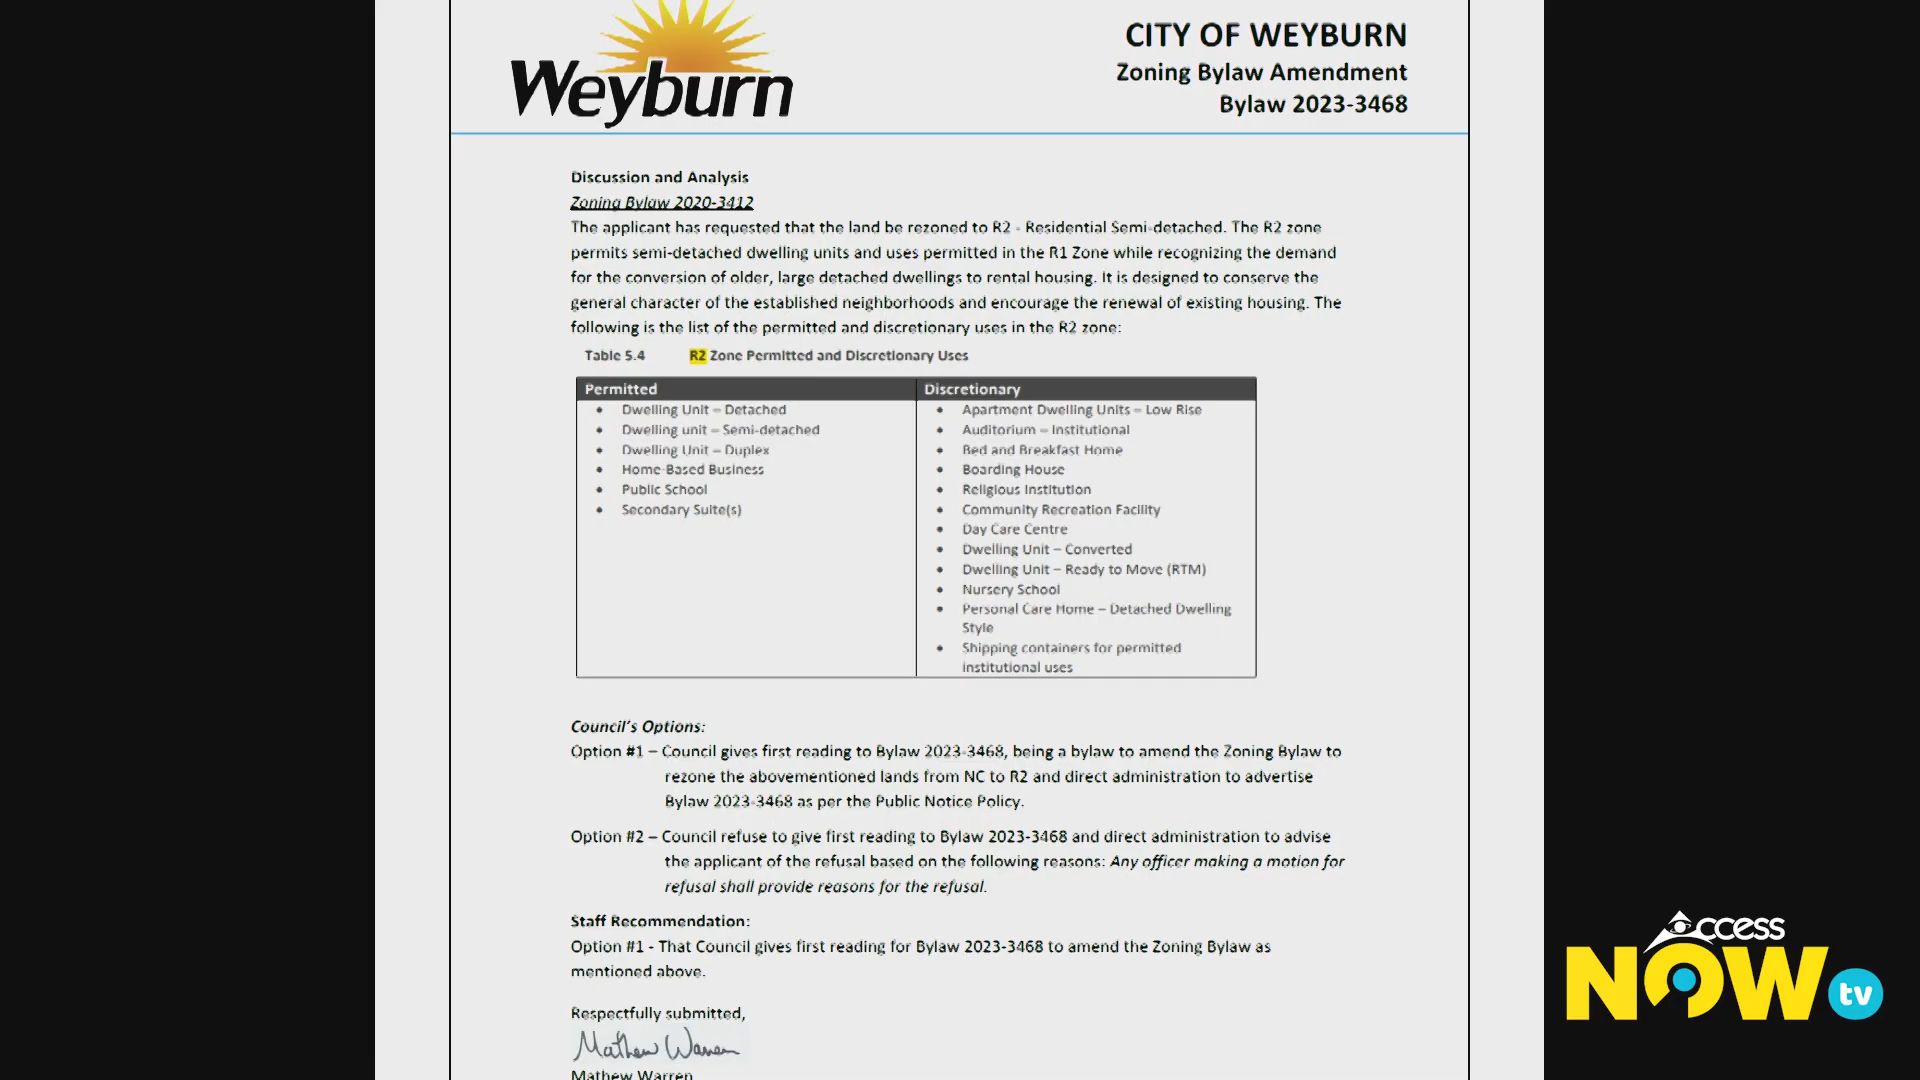 Weyburn
CITY OF WEYBURN
Zoning Bylaw Amendment
Bylaw 2023-3468
Discussion and Analysis
Zoning Bylaw 2020-3412
The applicant has requested that the land be rezoned to R2 - Residential Semi-detached. The R2 zone
permits semi-detached dwelling units and uses permitted in the R1 Zone while recognizing the demand
for the conversion of older, large detached dwellings to rental housing. It is designed to conserve the
general character of the established neighborhoods and encourage the renewal of existing housing. The
following is the list of the permitted and discretionary uses in the R2 zone:
Table 5.4 R2 Zone Permitted and Discretionary Uses
Permitted
• Dwelling Unit – Detached
• Dwelling unit – Semi-detached
• Dwelling Unit – Duplex
• Home-Based Business
• Public School
• Secondary Suite(s)
Discretionary
• Apartment Dwelling Units – Low Rise
• Auditorium – Institutional
• Bed and Breakfast Home
• Boarding House
• Religious Institution
• Community Recreation Facility
• Day Care Centre
• Dwelling Unit – Converted
• Dwelling Unit – Ready to Move (RTM)
• Nursery School
• Personal Care Home – Detached Dwelling
Style
• Shipping containers for permitted
institutional uses
Council's Options:
Option #1 – Council gives first reading to Bylaw 2023-3468, being a bylaw to amend the Zoning Bylaw to
rezone the abovementioned lands from NC to R2 and direct administration to advertise
Bylaw 2023-3468 as per the Public Notice Policy.
Option #2 – Council refuse to give first reading to Bylaw 2023-3468 and direct administration to advise
the applicant of the refusal based on the following reasons: Any officer making a motion for
refusal shall provide reasons for the refusal.
Staff Recommendation:
Option #1 - That Council gives first reading for Bylaw 2023-3468 to amend the Zoning Bylaw as
mentioned above.
Respectfully submitted,
Mathew Warren
Mathew Warren
Access
NOW tv